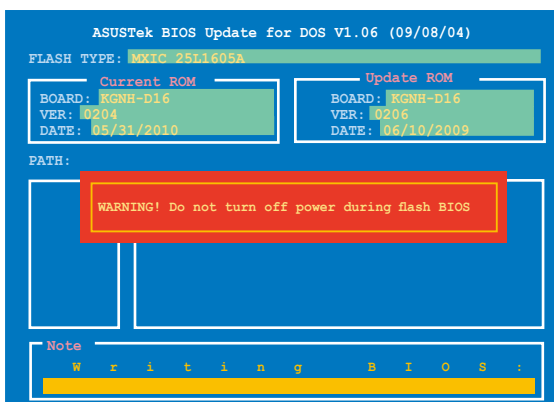 ASUSTek BIOS Update for DOS V1.06 (09/08/04)
FLASH TYPE: MXIC 25L1605A
Current ROM
BOARD: KGNH-D16
VER: 0204
DATE: 05/31/2010
Update ROM
BOARD: KGNH-D16
VER: 0206
DATE: 06/10/2009
PATH:
WARNING! Do not turn off power during flash BIOS
Note
Writing BIOS: